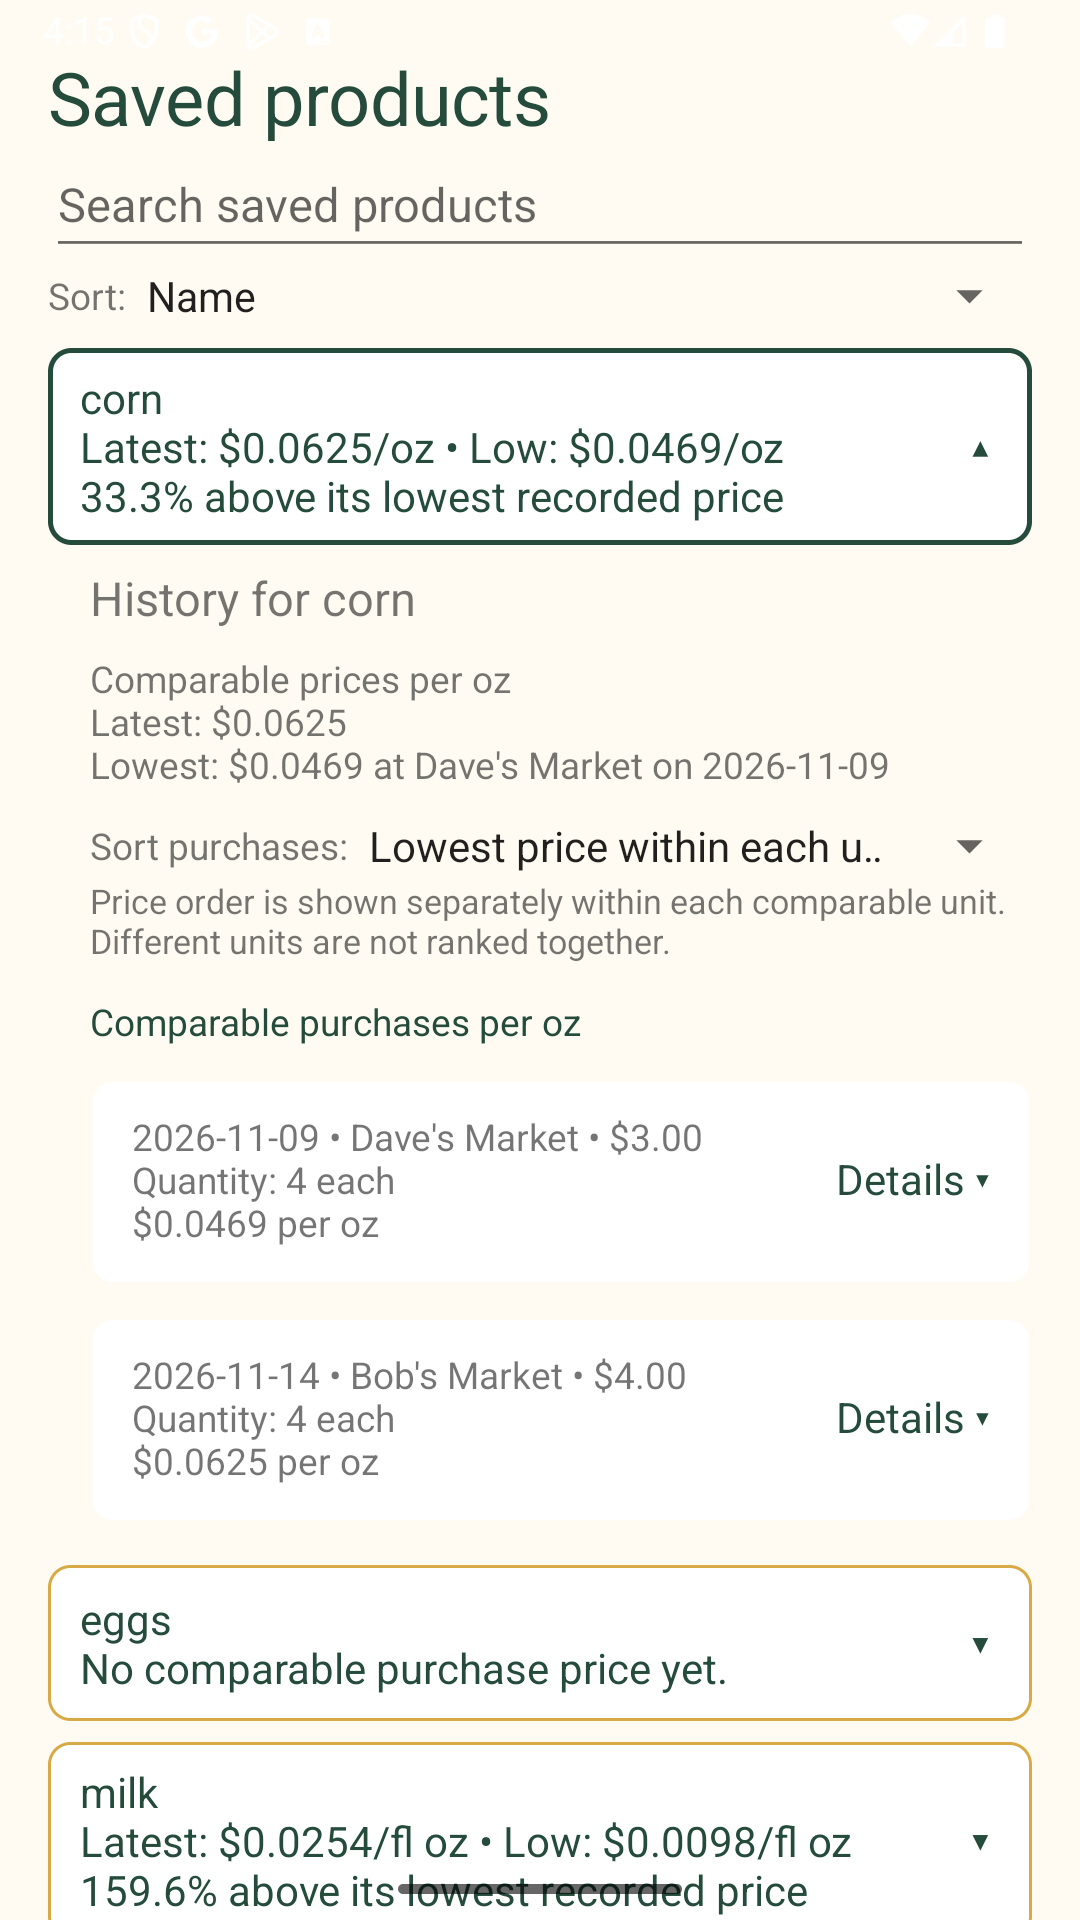 4:15
Saved products
Search saved products
Sort: Name
corn
Latest: $0.0625/oz • Low: $0.0469/oz
33.3% above its lowest recorded price
History for corn
Comparable prices per oz
Latest: $0.0625
Lowest: $0.0469 at Dave's Market on 2026-11-09
Sort purchases: Lowest price within each u..
Price order is shown separately within each comparable unit.
Different units are not ranked together.
Comparable purchases per oz
2026-11-09 • Dave's Market • $3.00
Quantity: 4 each
$0.0469 per oz
Details
2026-11-14 • Bob's Market • $4.00
Quantity: 4 each
$0.0625 per oz
Details
eggs
No comparable purchase price yet.
milk
Latest: $0.0254/fl oz • Low: $0.0098/fl oz
159.6% above its lowest recorded price